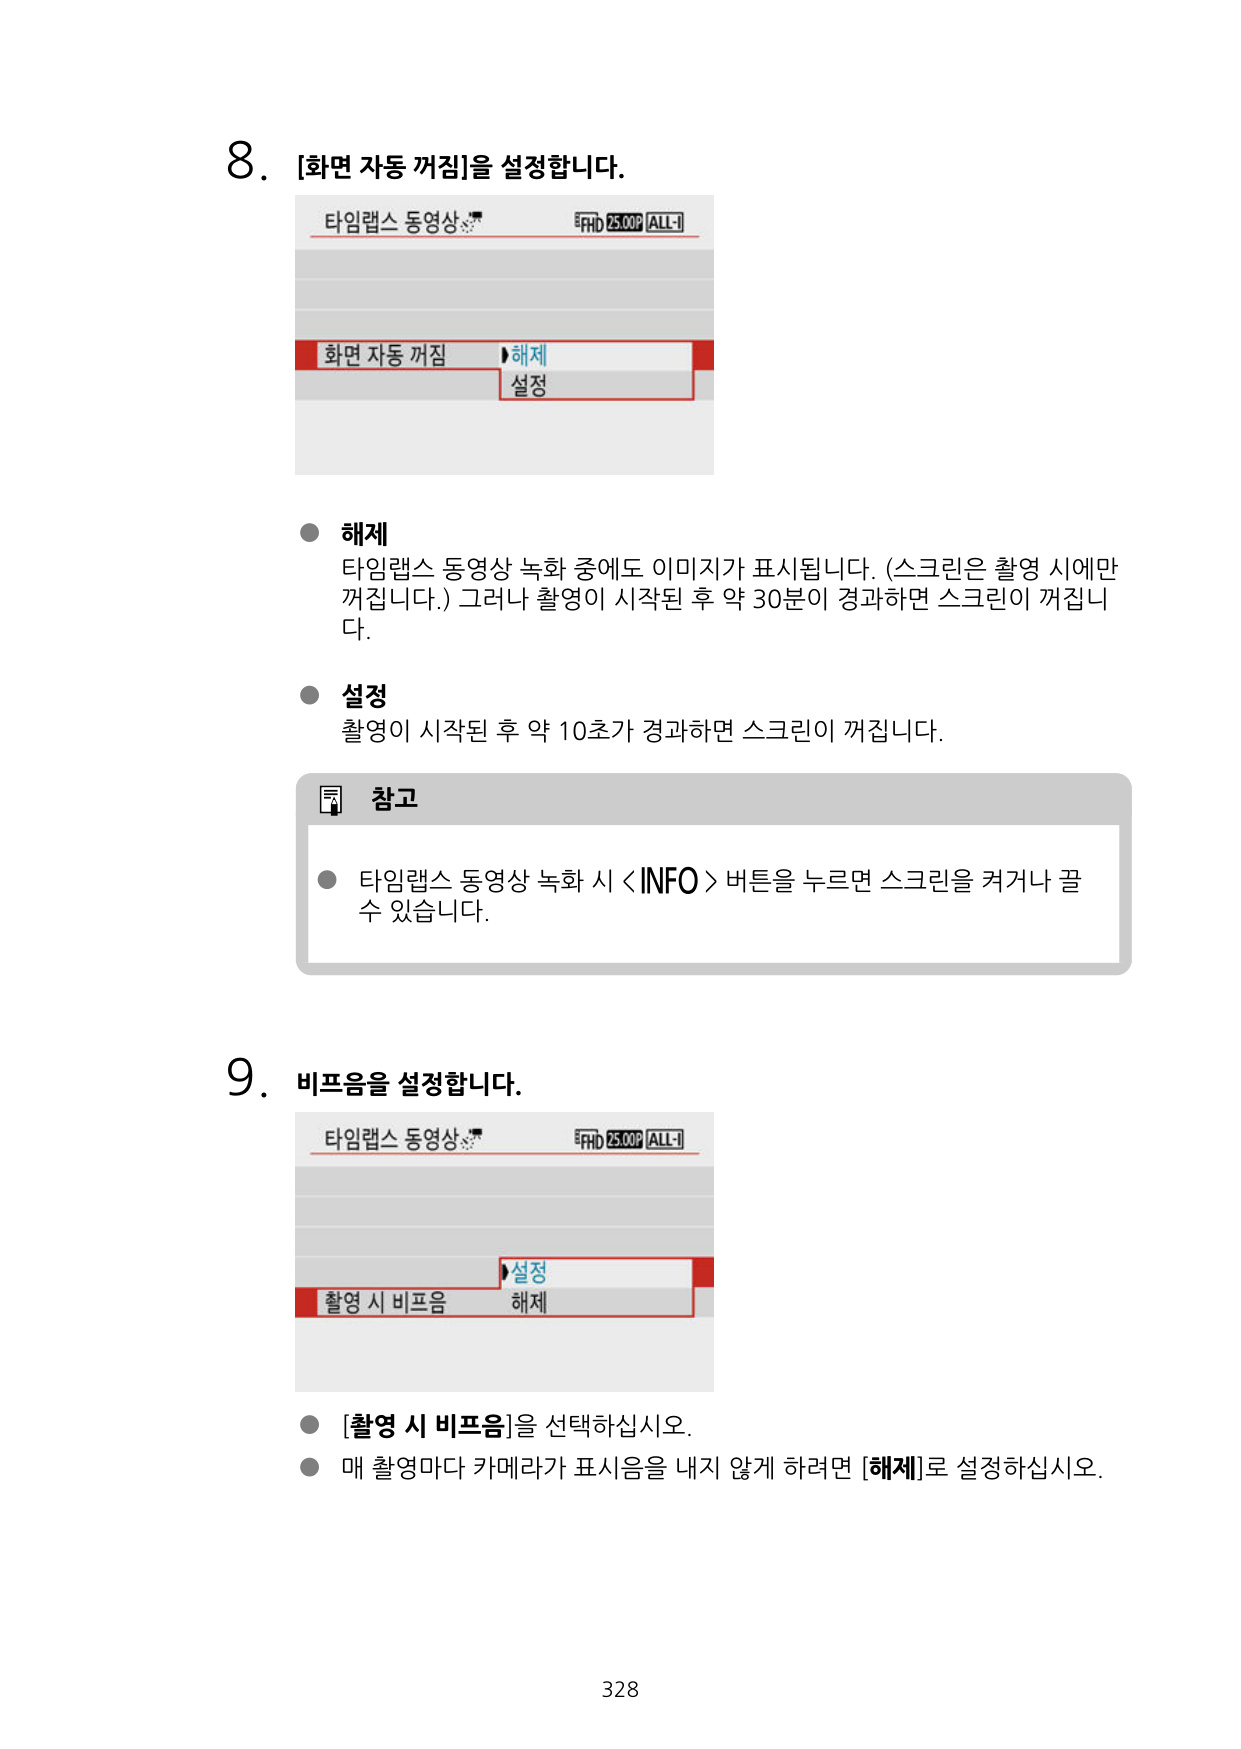 8. [화면 자동 꺼짐]을 설정합니다.
타임랩스 동영상 FHD 25.00P ALL-I
화면 자동 꺼짐 해제
설정
● 해제
타임랩스 동영상 녹화 중에도 이미지가 표시됩니다. (스크린은 촬영 시에만
꺼집니다.) 그러나 촬영이 시작된 후 약 30분이 경과하면 스크린이 꺼집니
다.
● 설정
촬영이 시작된 후 약 10초가 경과하면 스크린이 꺼집니다.
참고
● 타임랩스 동영상 녹화 시 <INFO> 버튼을 누르면 스크린을 켜거나 끌
수 있습니다.
9. 비프음을 설정합니다.
타임랩스 동영상 FHD 25.00P ALL-I
설정
촬영 시 비프음 해제
● [촬영 시 비프음]을 선택하십시오.
● 매 촬영마다 카메라가 표시음을 내지 않게 하려면 [해제]로 설정하십시오.
328